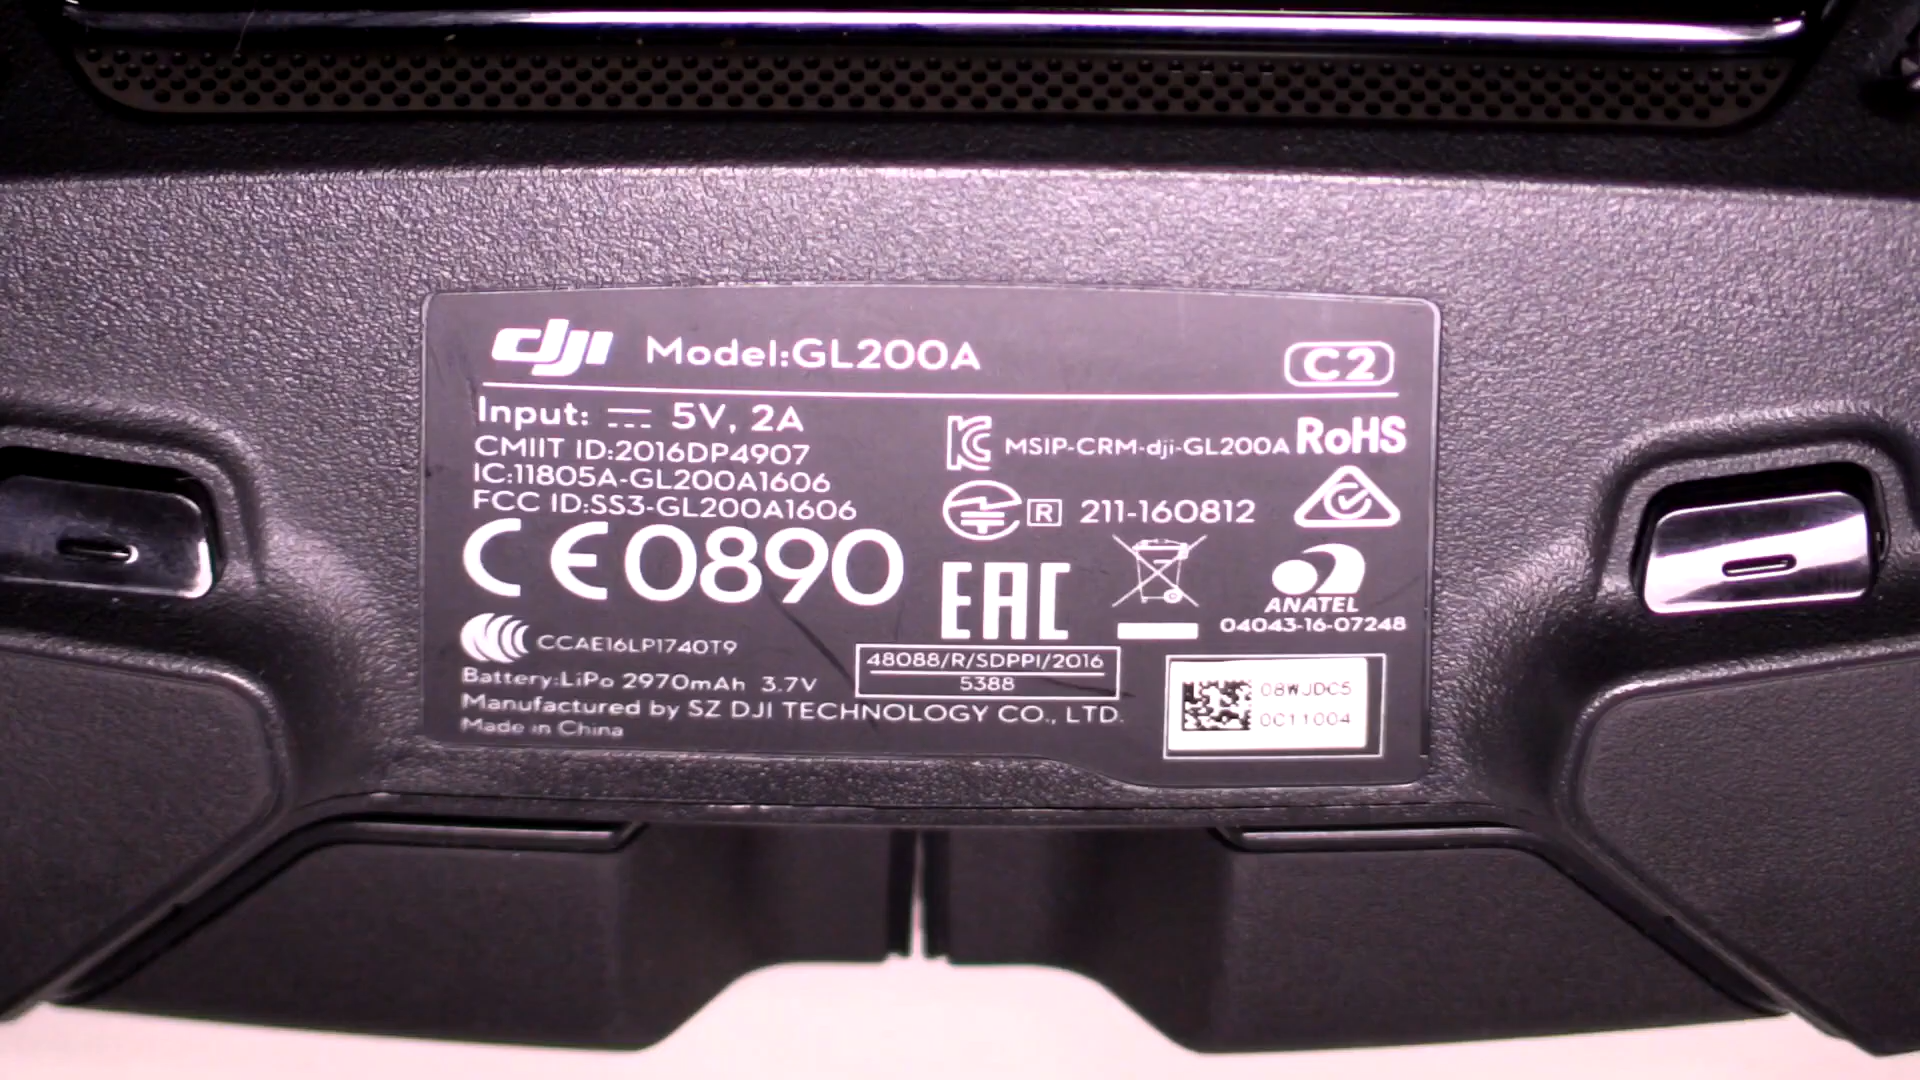 dji Model:GL200A C2
Input: 5V, 2A
CMIIT ID:2016DP4907
IC:11805A-GL200A1606
FCC ID:SS3-GL200A1606
CE0890
CCAE16LP1740T9
Battery:LiPo 2970mAh 3.7V
Manufactured by SZ DJI TECHNOLOGY CO., LTD.
Made in China
MSIP-CRM-dji-GL200A RoHS
R 211-160812
EAC
ANATEL
04043-16-07248
48088/R/SDPPI/2016
5388
08WJDC5
0C11004